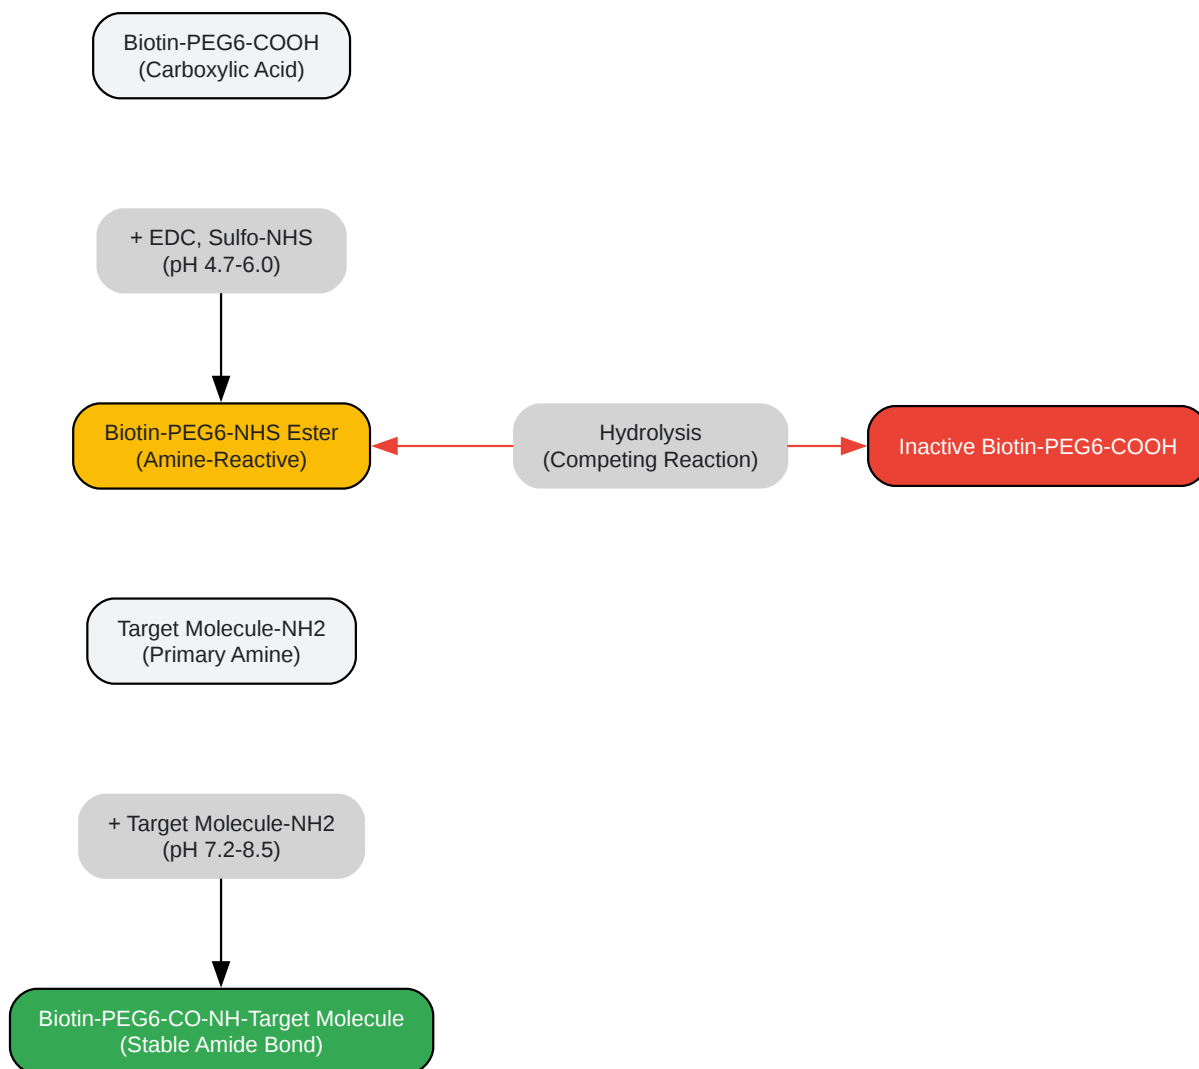 Biotin-PEG6-COOH
(Carboxylic Acid)
+ EDC, Sulfo-NHS
(pH 4.7-6.0)
Biotin-PEG6-NHS Ester
(Amine-Reactive)
Hydrolysis
(Competing Reaction)
Inactive Biotin-PEG6-COOH
Target Molecule-NH2
(Primary Amine)
+ Target Molecule-NH2
(pH 7.2-8.5)
Biotin-PEG6-CO-NH-Target Molecule
(Stable Amide Bond)